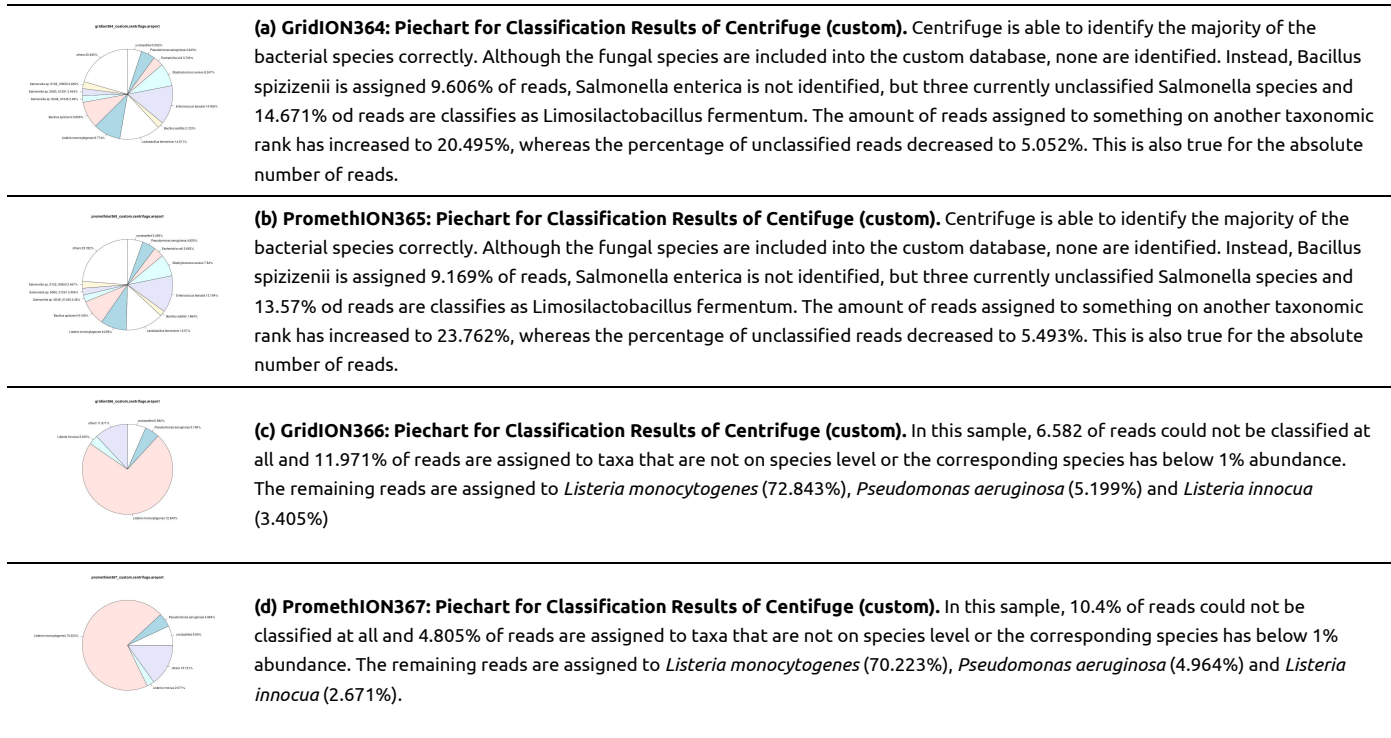 gridion364_custom.centrifuge.areport
(a) GridION364: Piechart for Classification Results of Centrifuge (custom). Centrifuge is able to identify the majority of the
bacterial species correctly. Although the fungal species are included into the custom database, none are identified. Instead, Bacillus
spizizenii is assigned 9.606% of reads, Salmonella enterica is not identified, but three currently unclassified Salmonella species and
14.671% od reads are classifies as Limosilactobacillus fermentum. The amount of reads assigned to something on another taxonomic
rank has increased to 20.495%, whereas the percentage of unclassified reads decreased to 5.052%. This is also true for the absolute
number of reads.
promethion365_custom.centrifuge.areport
(b) PromethION365: Piechart for Classification Results of Centifuge (custom). Centrifuge is able to identify the majority of the
bacterial species correctly. Although the fungal species are included into the custom database, none are identified. Instead, Bacillus
spizizenii is assigned 9.169% of reads, Salmonella enterica is not identified, but three currently unclassified Salmonella species and
13.57% od reads are classifies as Limosilactobacillus fermentum. The amount of reads assigned to something on another taxonomic
rank has increased to 23.762%, whereas the percentage of unclassified reads decreased to 5.493%. This is also true for the absolute
number of reads.
gridion366_custom.centrifuge.areport
(c) GridION366: Piechart for Classification Results of Centrifuge (custom). In this sample, 6.582 of reads could not be classified at
all and 11.971% of reads are assigned to taxa that are not on species level or the corresponding species has below 1% abundance.
The remaining reads are assigned to Listeria monocytogenes (72.843%), Pseudomonas aeruginosa (5.199%) and Listeria innocua
(3.405%)
promethion367_custom.centrifuge.areport
(d) PromethION367: Piechart for Classification Results of Centifuge (custom). In this sample, 10.4% of reads could not be
classified at all and 4.805% of reads are assigned to taxa that are not on species level or the corresponding species has below 1%
abundance. The remaining reads are assigned to Listeria monocytogenes (70.223%), Pseudomonas aeruginosa (4.964%) and Listeria
innocua (2.671%).